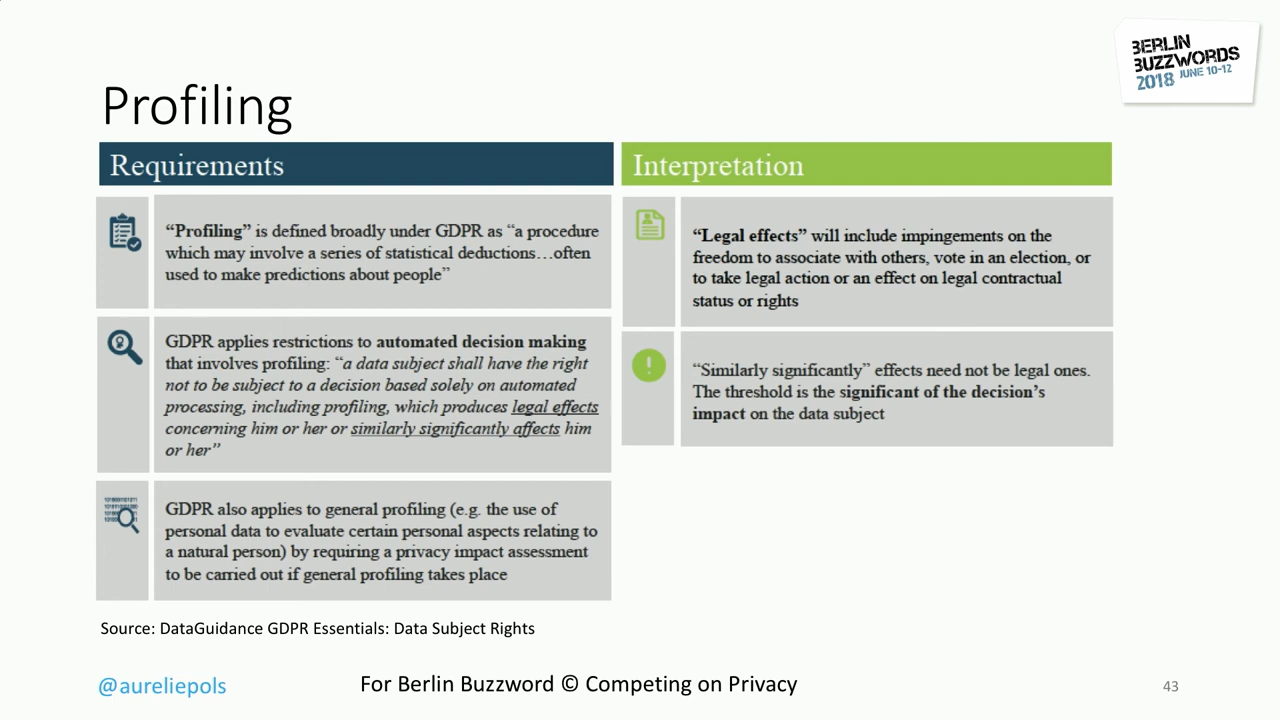 BERLIN
BUZZWORDS
2018 JUNE 10-12
Profiling
Requirements
“Profiling” is defined broadly under GDPR as “a procedure
which may involve a series of statistical deductions…often
used to make predictions about people”
GDPR applies restrictions to automated decision making
that involves profiling: “a data subject shall have the right
not to be subject to a decision based solely on automated
processing, including profiling, which produces legal effects
concerning him or her or similarly significantly affects him
or her”
GDPR also applies to general profiling (e.g. the use of
personal data to evaluate certain personal aspects relating to
a natural person) by requiring a privacy impact assessment
to be carried out if general profiling takes place
Interpretation
“Legal effects” will include impingements on the
freedom to associate with others, vote in an election, or
to take legal action or an effect on legal contractual
status or rights
“Similarly significantly” effects need not be legal ones.
The threshold is the significant of the decision’s
impact on the data subject
Source: DataGuidance GDPR Essentials: Data Subject Rights
@aureliepols
For Berlin Buzzword © Competing on Privacy
43